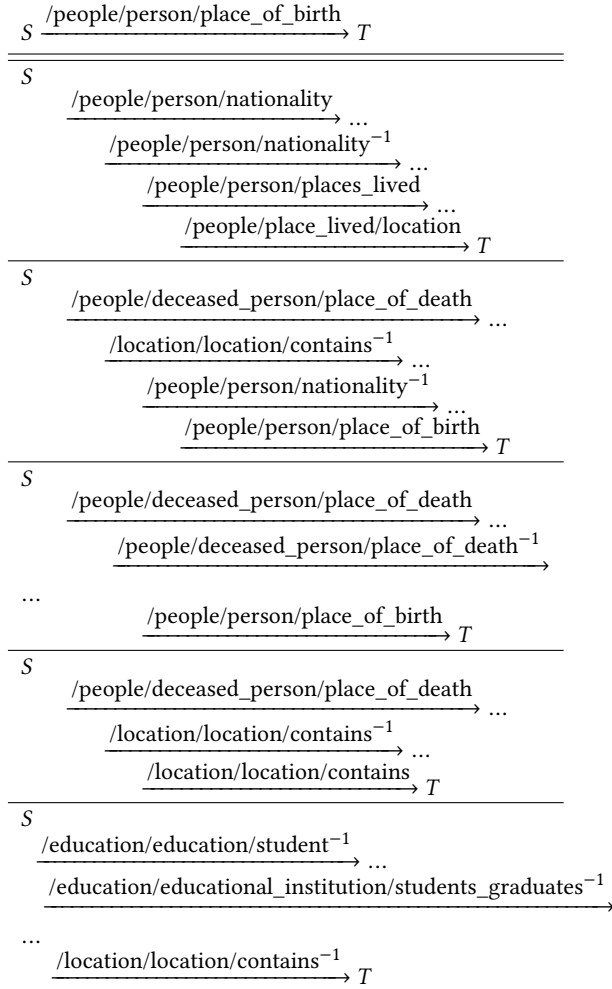 S /people/person/place_of_birth T
S
/people/person/nationality ...
/people/person/nationality⁻¹ ...
/people/person/places_lived ...
/people/place_lived/location T
S
/people/deceased_person/place_of_death ...
/location/location/contains⁻¹ ...
/people/person/nationality⁻¹ ...
/people/person/place_of_birth T
S
/people/deceased_person/place_of_death ...
/people/deceased_person/place_of_death⁻¹
...
/people/person/place_of_birth T
S
/people/deceased_person/place_of_death ...
/location/location/contains⁻¹ ...
/location/location/contains T
S
/education/education/student⁻¹ ...
/education/educational_institution/students_graduates⁻¹
...
/location/location/contains⁻¹ T